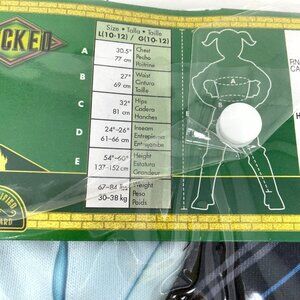 CKED
Size • Talla • Taille
L(10-12) / G(10-12)
A
30.5"
77 cm
Chest
Pecho
Poitrine
B
27"
69 cm
Waist
Cintura
Taille
C
32"
81 cm
Hips
Cadera
Hanches
D
24"-26"
61-66 cm
Inseam
Entrepierna
Entrejambe
E
54"-60"
137-152 cm
Height
Estatura
Grandeur
67-84 lbs
30-38 kg
Weight
Peso
Poids
A
B
C
RN
CA
H